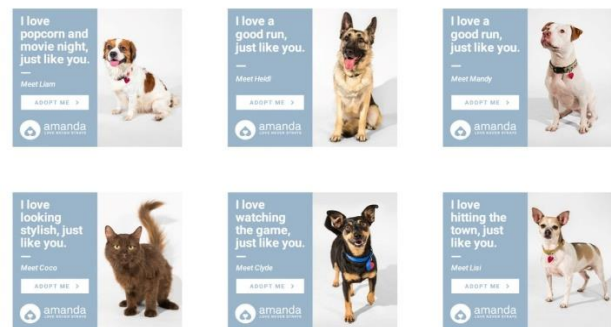 I love
popcorn and
movie night,
just like you.
Meet Liam
ADOPT ME >
amanda
I love a
good run,
just like you.
Meet Heidi
ADOPT ME >
amanda
I love a
good run,
just like you.
Meet Mandy
ADOPT ME >
amanda
I love
looking
stylish, just
like you.
Meet Coco
ADOPT ME >
amanda
I love
watching
the game,
just like you.
Meet Clyde
ADOPT ME >
amanda
I love
hitting the
town, just
like you.
Meet
ADOPT ME >
amanda